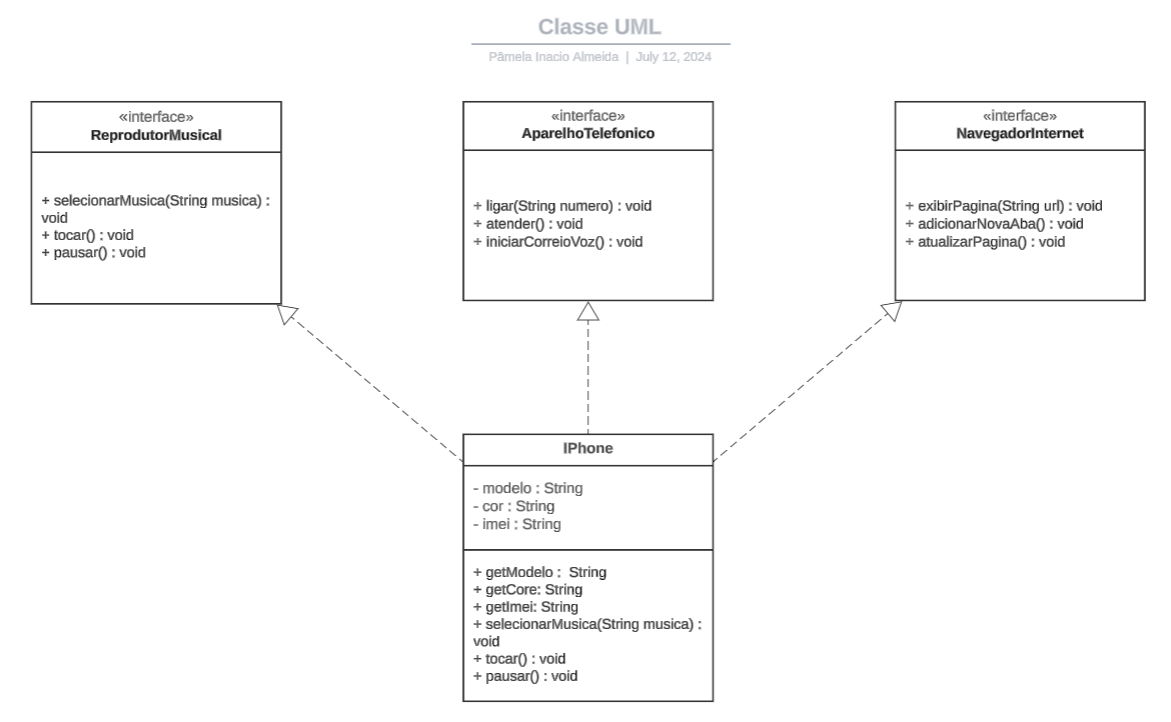 Classe UML
Pâmela Inacio Almeida | July 12, 2024
«interface»
ReprodutorMusical
+ selecionarMusica(String musica) :
void
+ tocar() : void
+ pausar() : void
«interface»
AparelhoTelefonico
+ ligar(String numero) : void
+ atender() : void
+ iniciarCorreioVoz() : void
«interface»
NavegadorInternet
+ exibirPagina(String url) : void
+ adicionarNovaAba() : void
+ atualizarPagina() : void
IPhone
- modelo : String
- cor : String
- imei : String
+ getModelo :  String
+ getCore: String
+ getImei: String
+ selecionarMusica(String musica) :
void
+ tocar() : void
+ pausar() : void